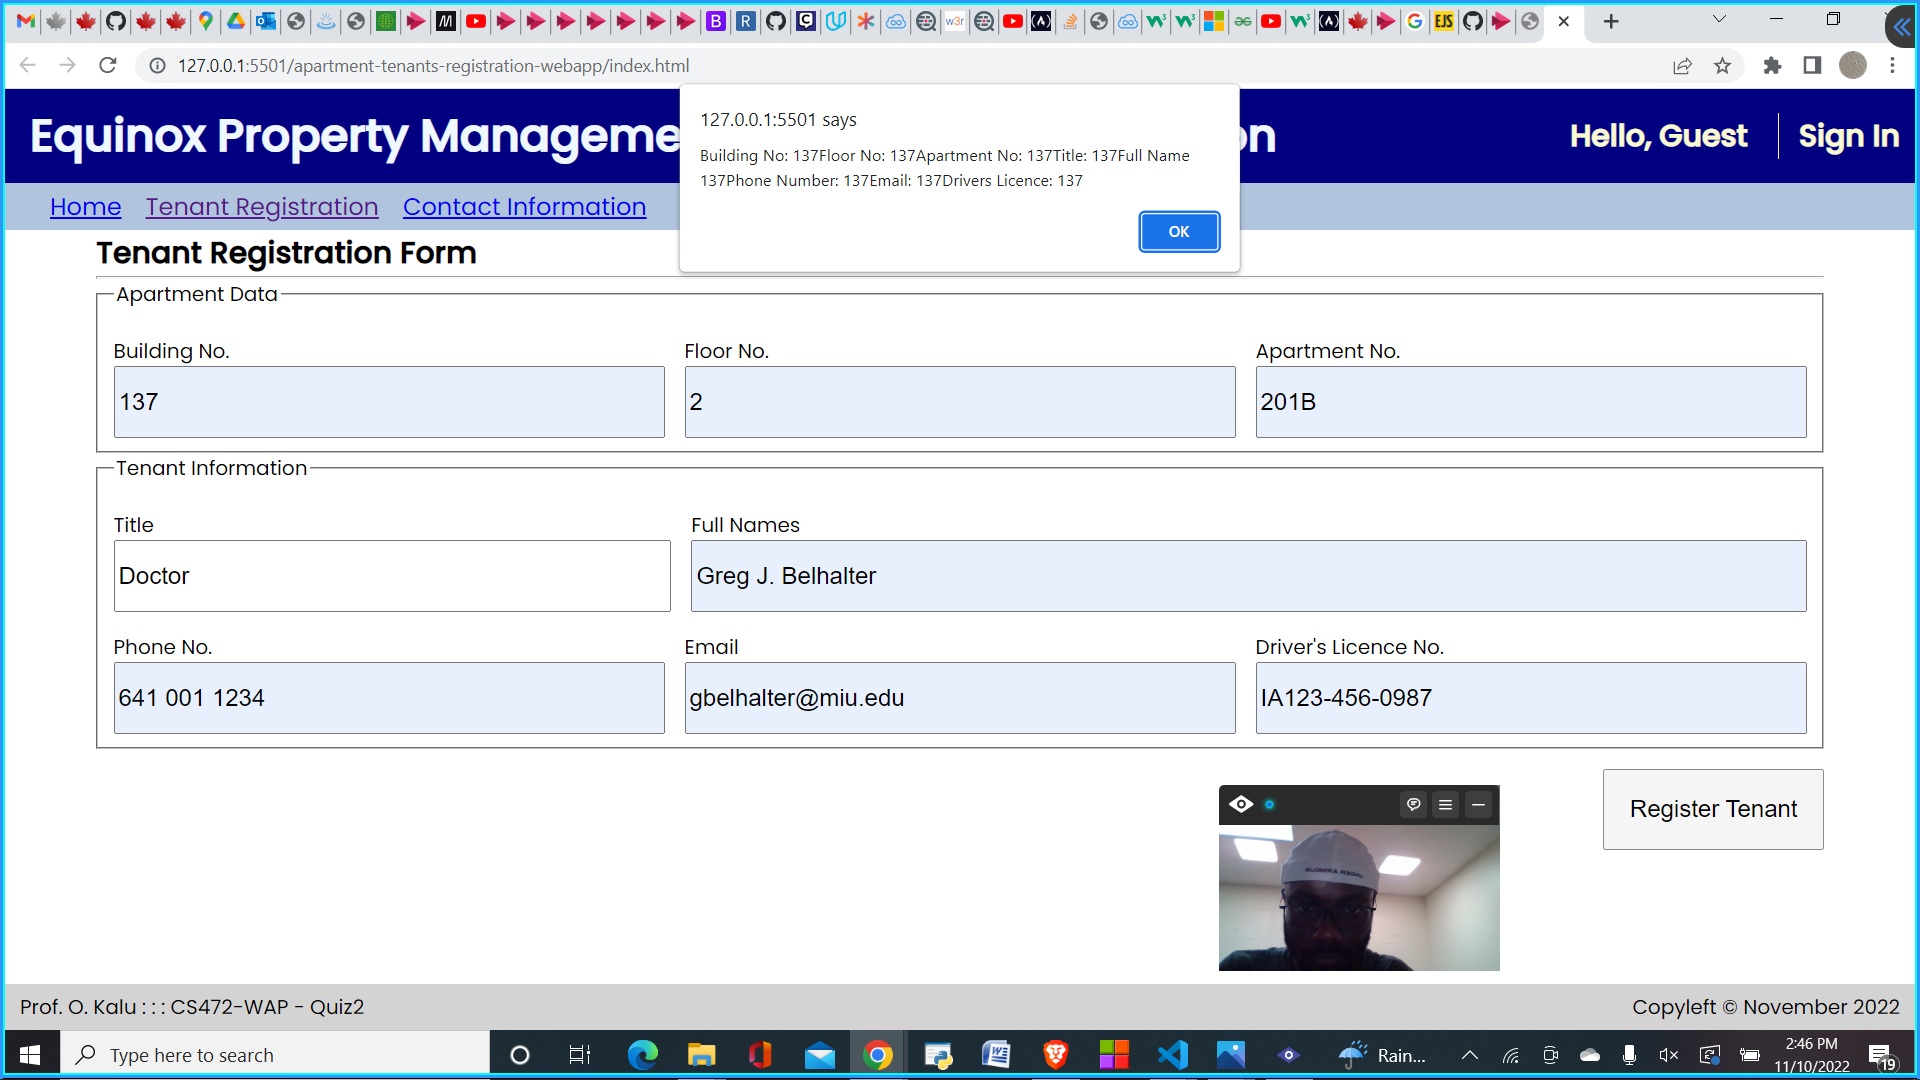 127.0.0.1:5501/apartment-tenants-registration-webapp/index.html
127.0.0.1:5501 says
Building No: 137Floor No: 137Apartment No: 137Title: 137Full Name
137Phone Number: 137Email: 137Drivers Licence: 137
OK
Equinox Property Manageme
on
Hello, Guest
Sign In
Home Tenant Registration Contact Information
Tenant Registration Form
Apartment Data
Building No. Floor No. Apartment No.
137 2 201B
Tenant Information
Title Full Names
Doctor Greg J. Belhalter
Phone No. Email Driver's Licence No.
641 001 1234 gbelhalter@miu.edu IA123-456-0987
Register Tenant
UNDER ARMOUR
Prof. O. Kalu : : : CS472-WAP - Quiz2
Copyleft © November 2022
Type here to search
Rain...
2:46 PM
11/10/2022
19